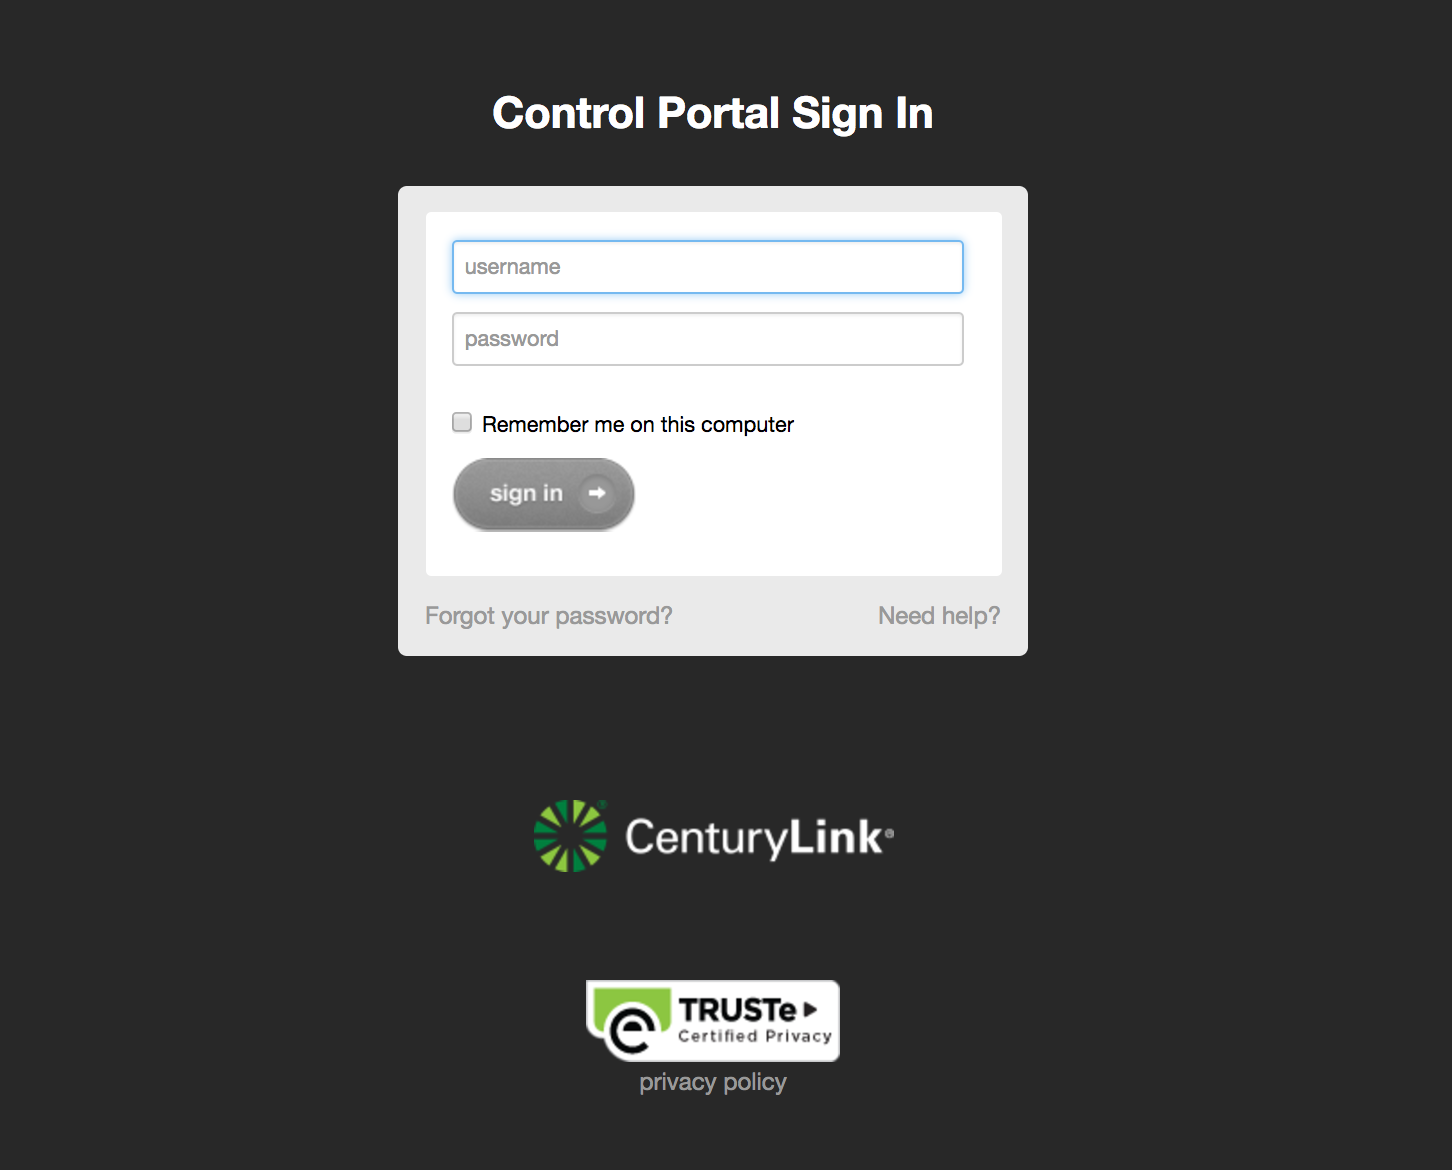 Control Portal Sign In
username
password
Remember me on this computer
sign in
Forgot your password? Need help?
CenturyLink®
TRUSTe
Certified Privacy
privacy policy